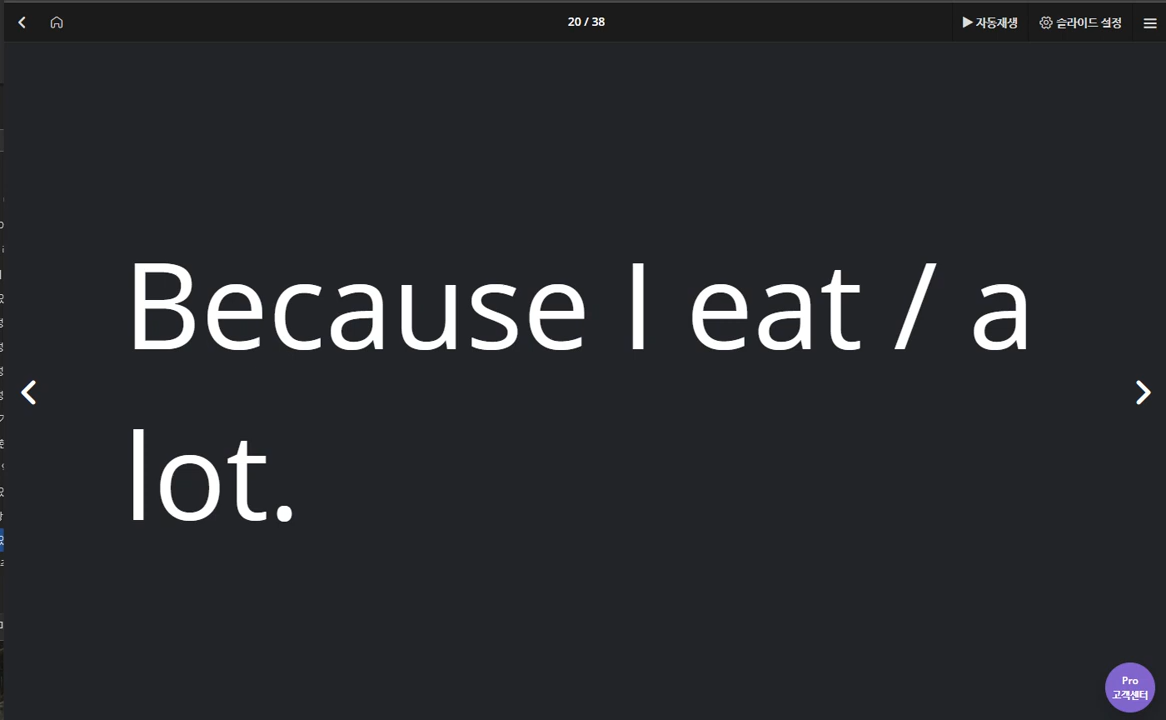 20 / 38
▶ 자동재생
슬라이드 설정
Because I eat / a
lot.
Pro
고객센터